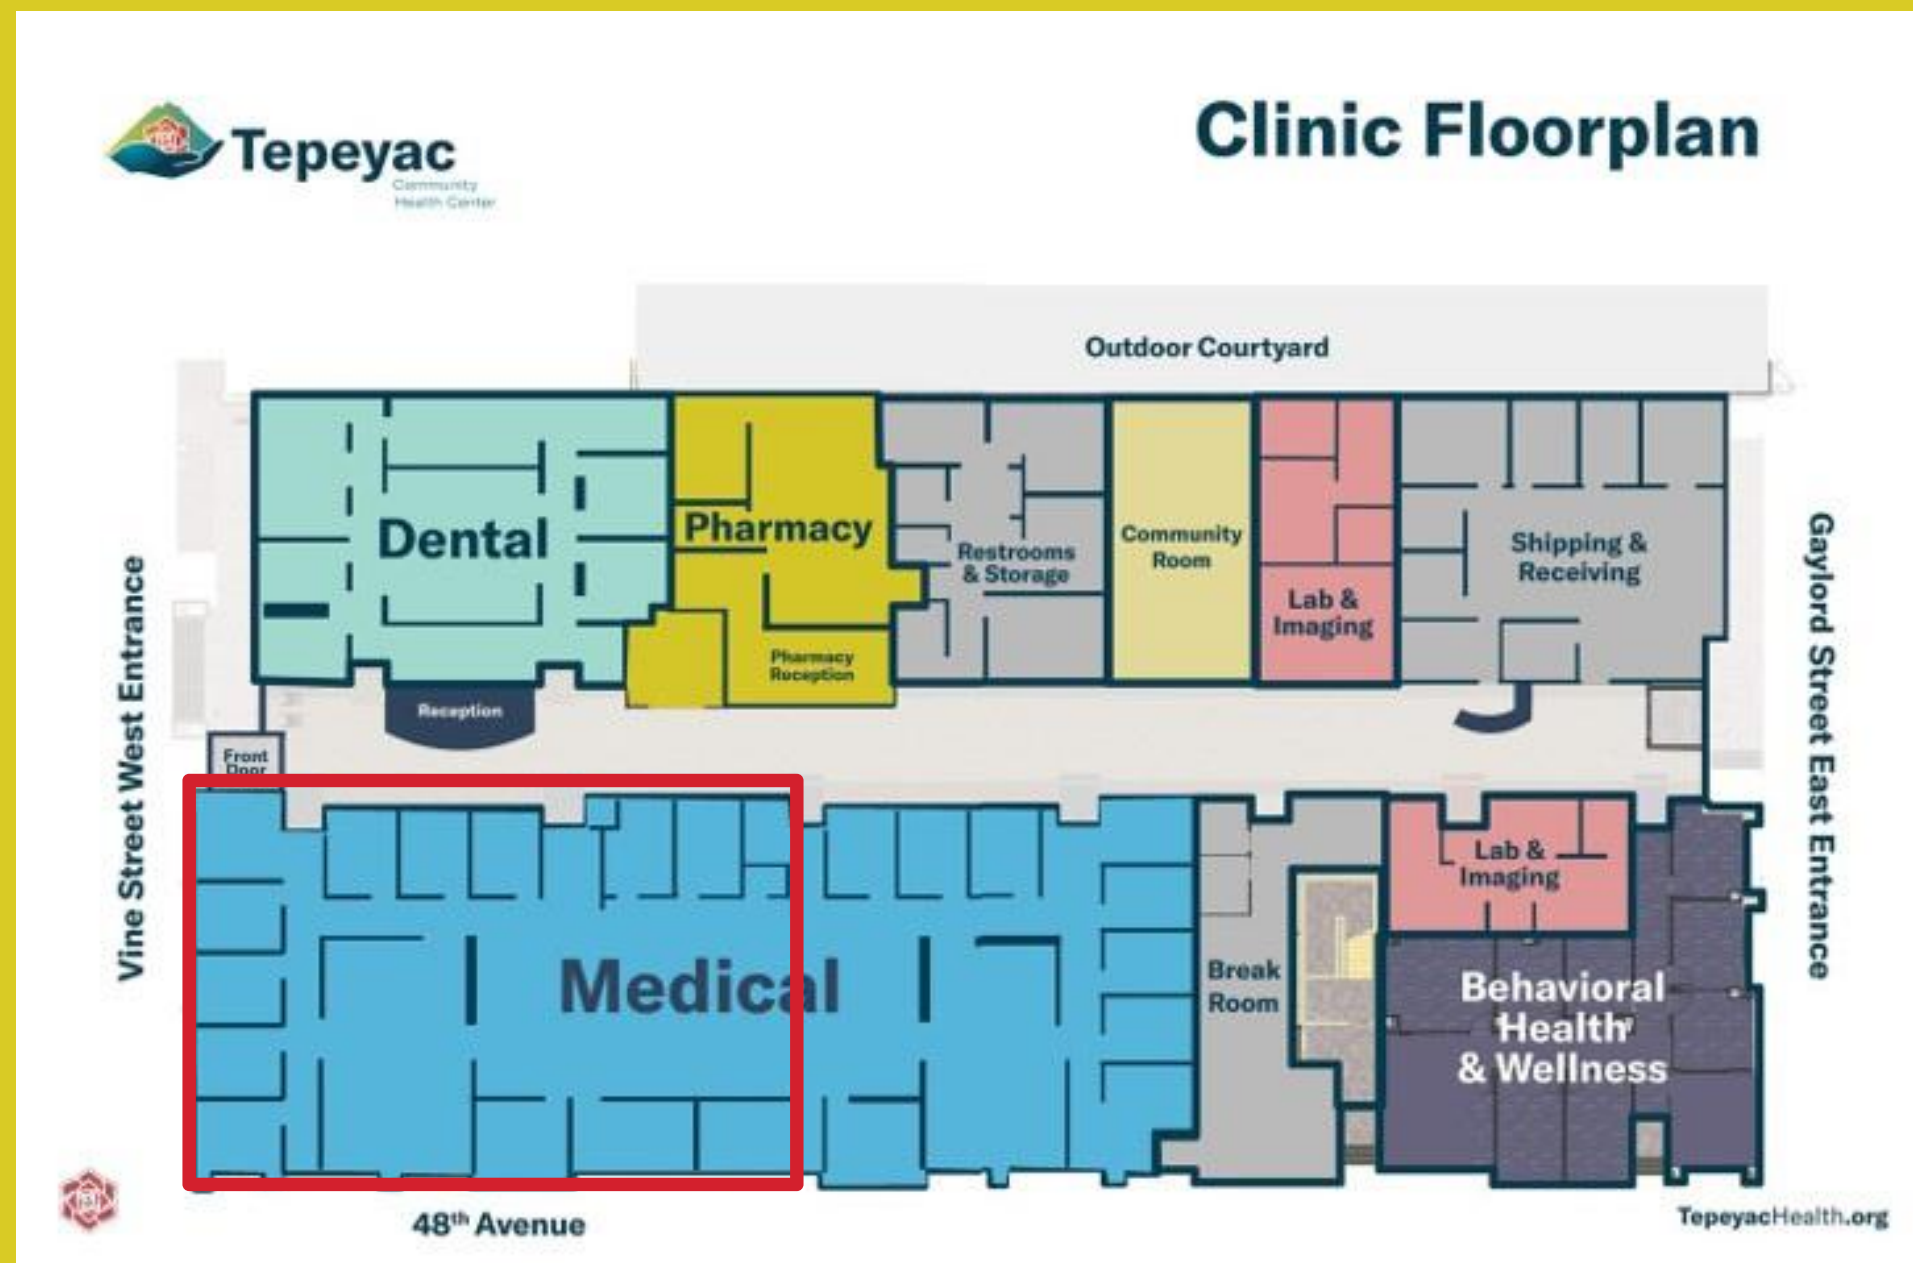 Tepeyac
Community
Health Center
Clinic Floorplan
Outdoor Courtyard
Dental
Pharmacy
Pharmacy
Reception
Restrooms
& Storage
Community
Room
Lab &
Imaging
Shipping &
Receiving
Vine Street West Entrance
Gaylord Street East Entrance
Reception
Front
Door
Medical
Break
Room
Lab &
Imaging
Behavioral
Health
& Wellness
48th Avenue
TepeyacHealth.org